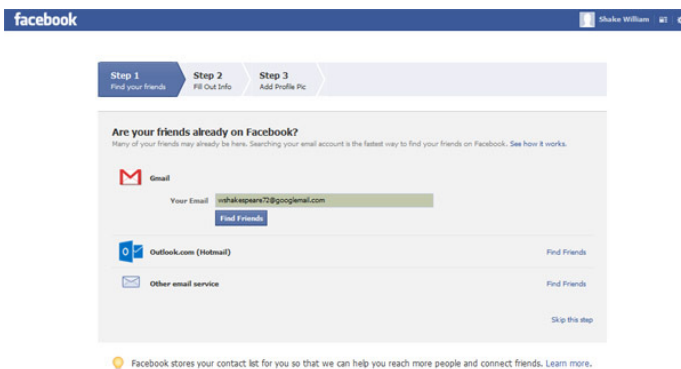 facebook
Shake William
Step 1
Find your friends
Step 2
Fill Out Info
Step 3
Add Profile Pic
Are your friends already on Facebook?
Many of your friends may already be here. Searching your email account is the fastest way to find your friends on Facebook. See how it works.
Gmail
Your Email wshakespeare72@googlemail.com
Find Friends
Outlook.com (Hotmail) Find Friends
Other email service Find Friends
Skip this step
Facebook stores your contact list for you so that we can help you reach more people and connect friends. Learn more.